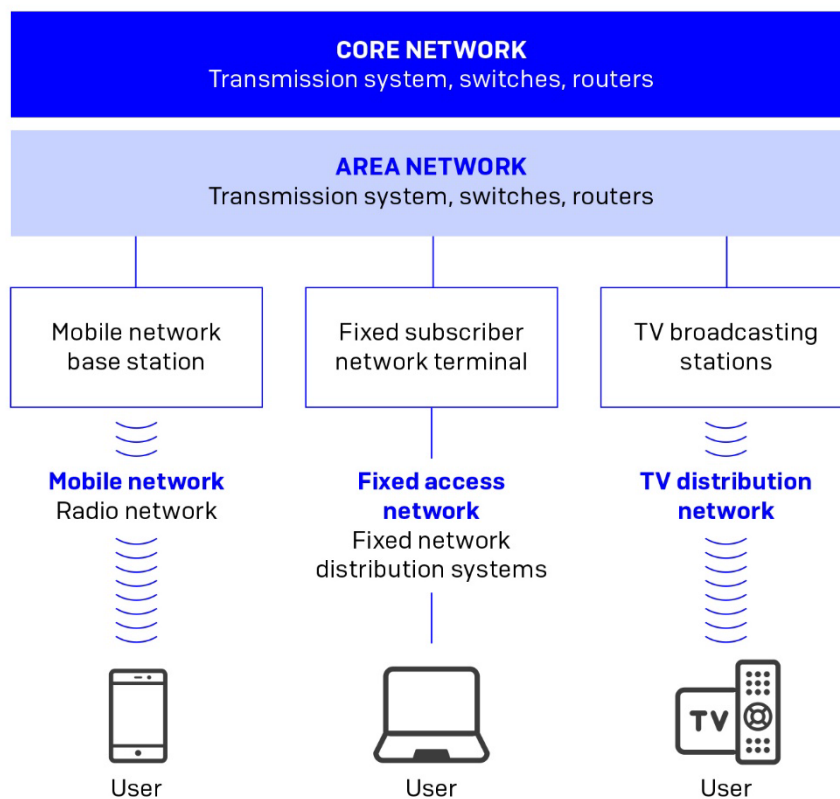 CORE NETWORK
Transmission system, switches, routers
AREA NETWORK
Transmission system, switches, routers
Mobile network
base station
Fixed subscriber
network terminal
TV broadcasting
stations
Mobile network
Radio network
Fixed access
network
Fixed network
distribution systems
TV distribution
network
TV
User
User
User